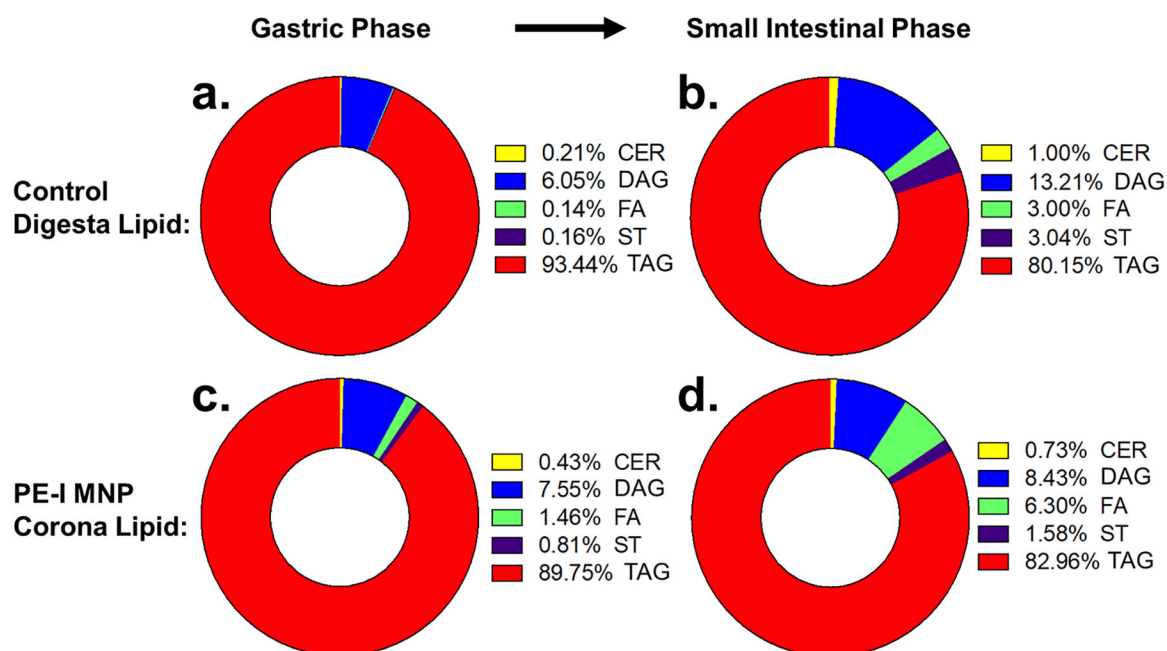 Gastric Phase
Small Intestinal Phase
Control
Digesta Lipid:
a.
0.21% CER
6.05% DAG
0.14% FA
0.16% ST
93.44% TAG
b.
1.00% CER
13.21% DAG
3.00% FA
3.04% ST
80.15% TAG
PE-I MNP
Corona Lipid:
c.
0.43% CER
7.55% DAG
1.46% FA
0.81% ST
89.75% TAG
d.
0.73% CER
8.43% DAG
6.30% FA
1.58% ST
82.96% TAG